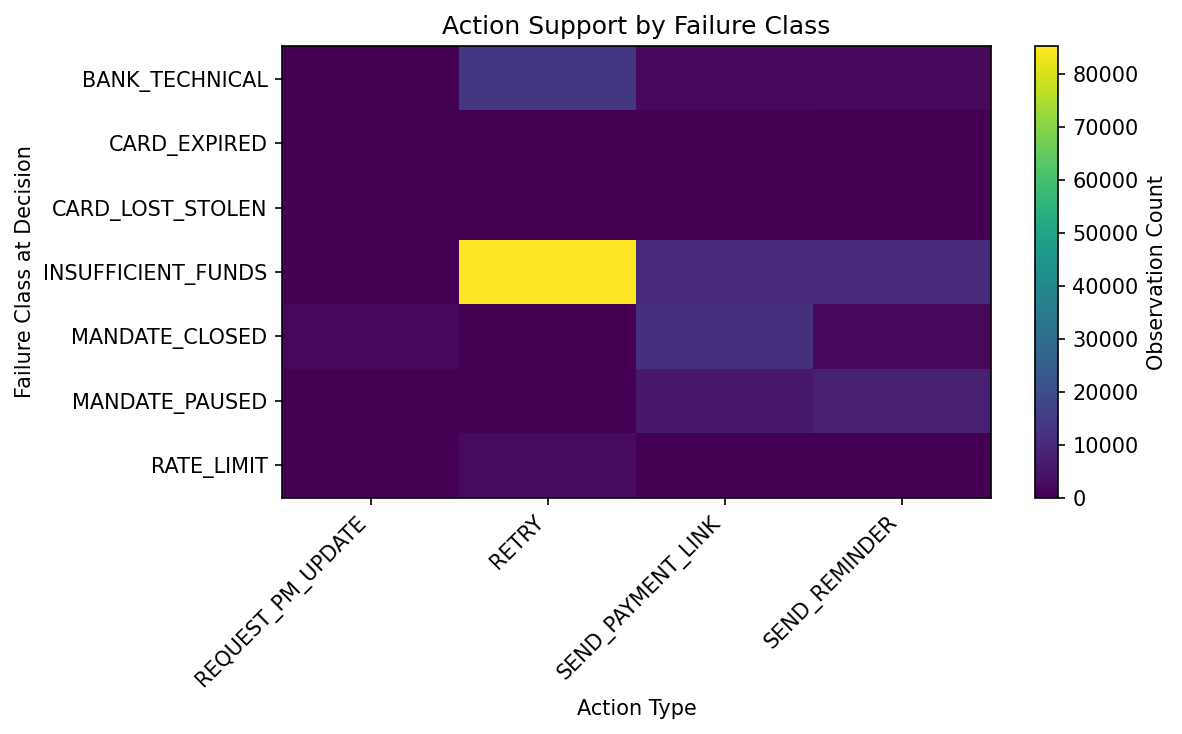 Action Support by Failure Class
Failure Class at Decision
BANK_TECHNICAL
CARD_EXPIRED
CARD_LOST_STOLEN
INSUFFICIENT_FUNDS
MANDATE_CLOSED
MANDATE_PAUSED
RATE_LIMIT
REQUEST_PM_UPDATE
RETRY
SEND_PAYMENT_LINK
SEND_REMINDER
Action Type
80000
70000
60000
50000
40000
30000
20000
10000
0
Observation Count